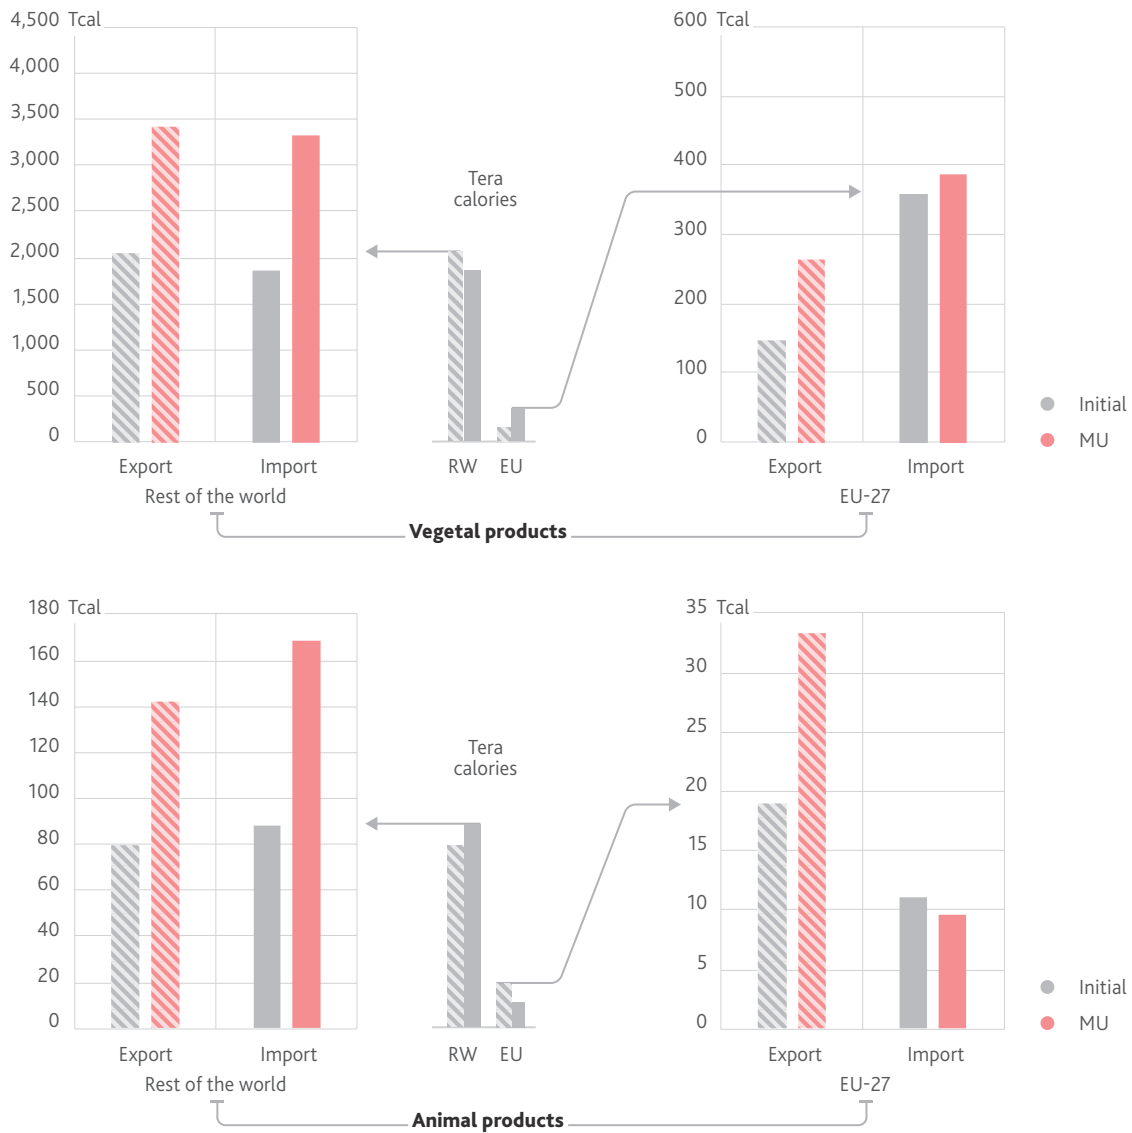 4,500 Tcal
4,000
3,500
3,000
2,500
2,000
1,500
1,000
500
0
Export
Import
Rest of the world
Tera
calories
RW
EU
600 Tcal
500
400
300
200
100
0
Export
Import
EU-27
Initial
MU
Vegetal products
180 Tcal
160
140
120
100
80
60
40
20
0
Export
Import
Rest of the world
Tera
calories
RW
EU
35 Tcal
30
25
20
15
10
5
0
Export
Import
EU-27
Initial
MU
Animal products